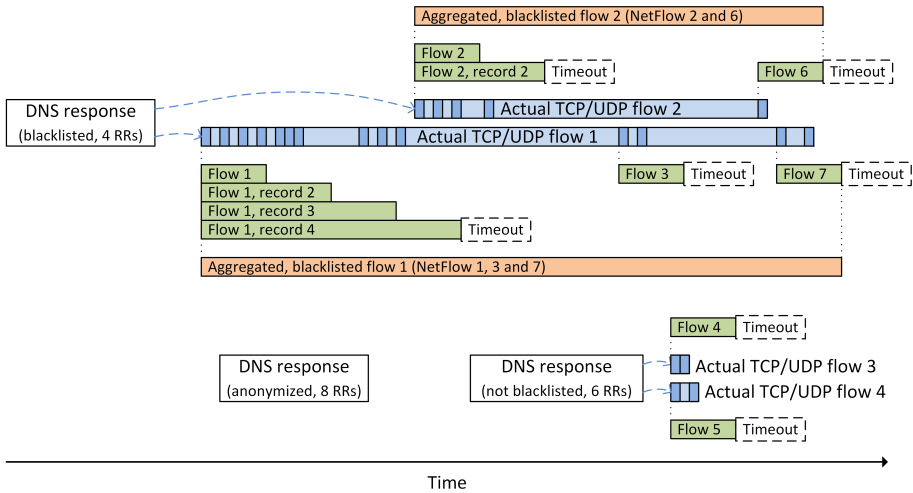 Aggregated, blacklisted flow 2 (NetFlow 2 and 6)
Flow 2
Flow 2, record 2
Timeout
Flow 6
Timeout
DNS response
(blacklisted, 4 RRs)
Actual TCP/UDP flow 2
Actual TCP/UDP flow 1
Flow 1
Flow 3
Timeout
Flow 7
Timeout
Flow 1, record 2
Flow 1, record 3
Flow 1, record 4
Timeout
Aggregated, blacklisted flow 1 (NetFlow 1, 3 and 7)
Flow 4
Timeout
DNS response
(anonymized, 8 RRs)
DNS response
(not blacklisted, 6 RRs)
Actual TCP/UDP flow 3
Actual TCP/UDP flow 4
Flow 5
Timeout
Time